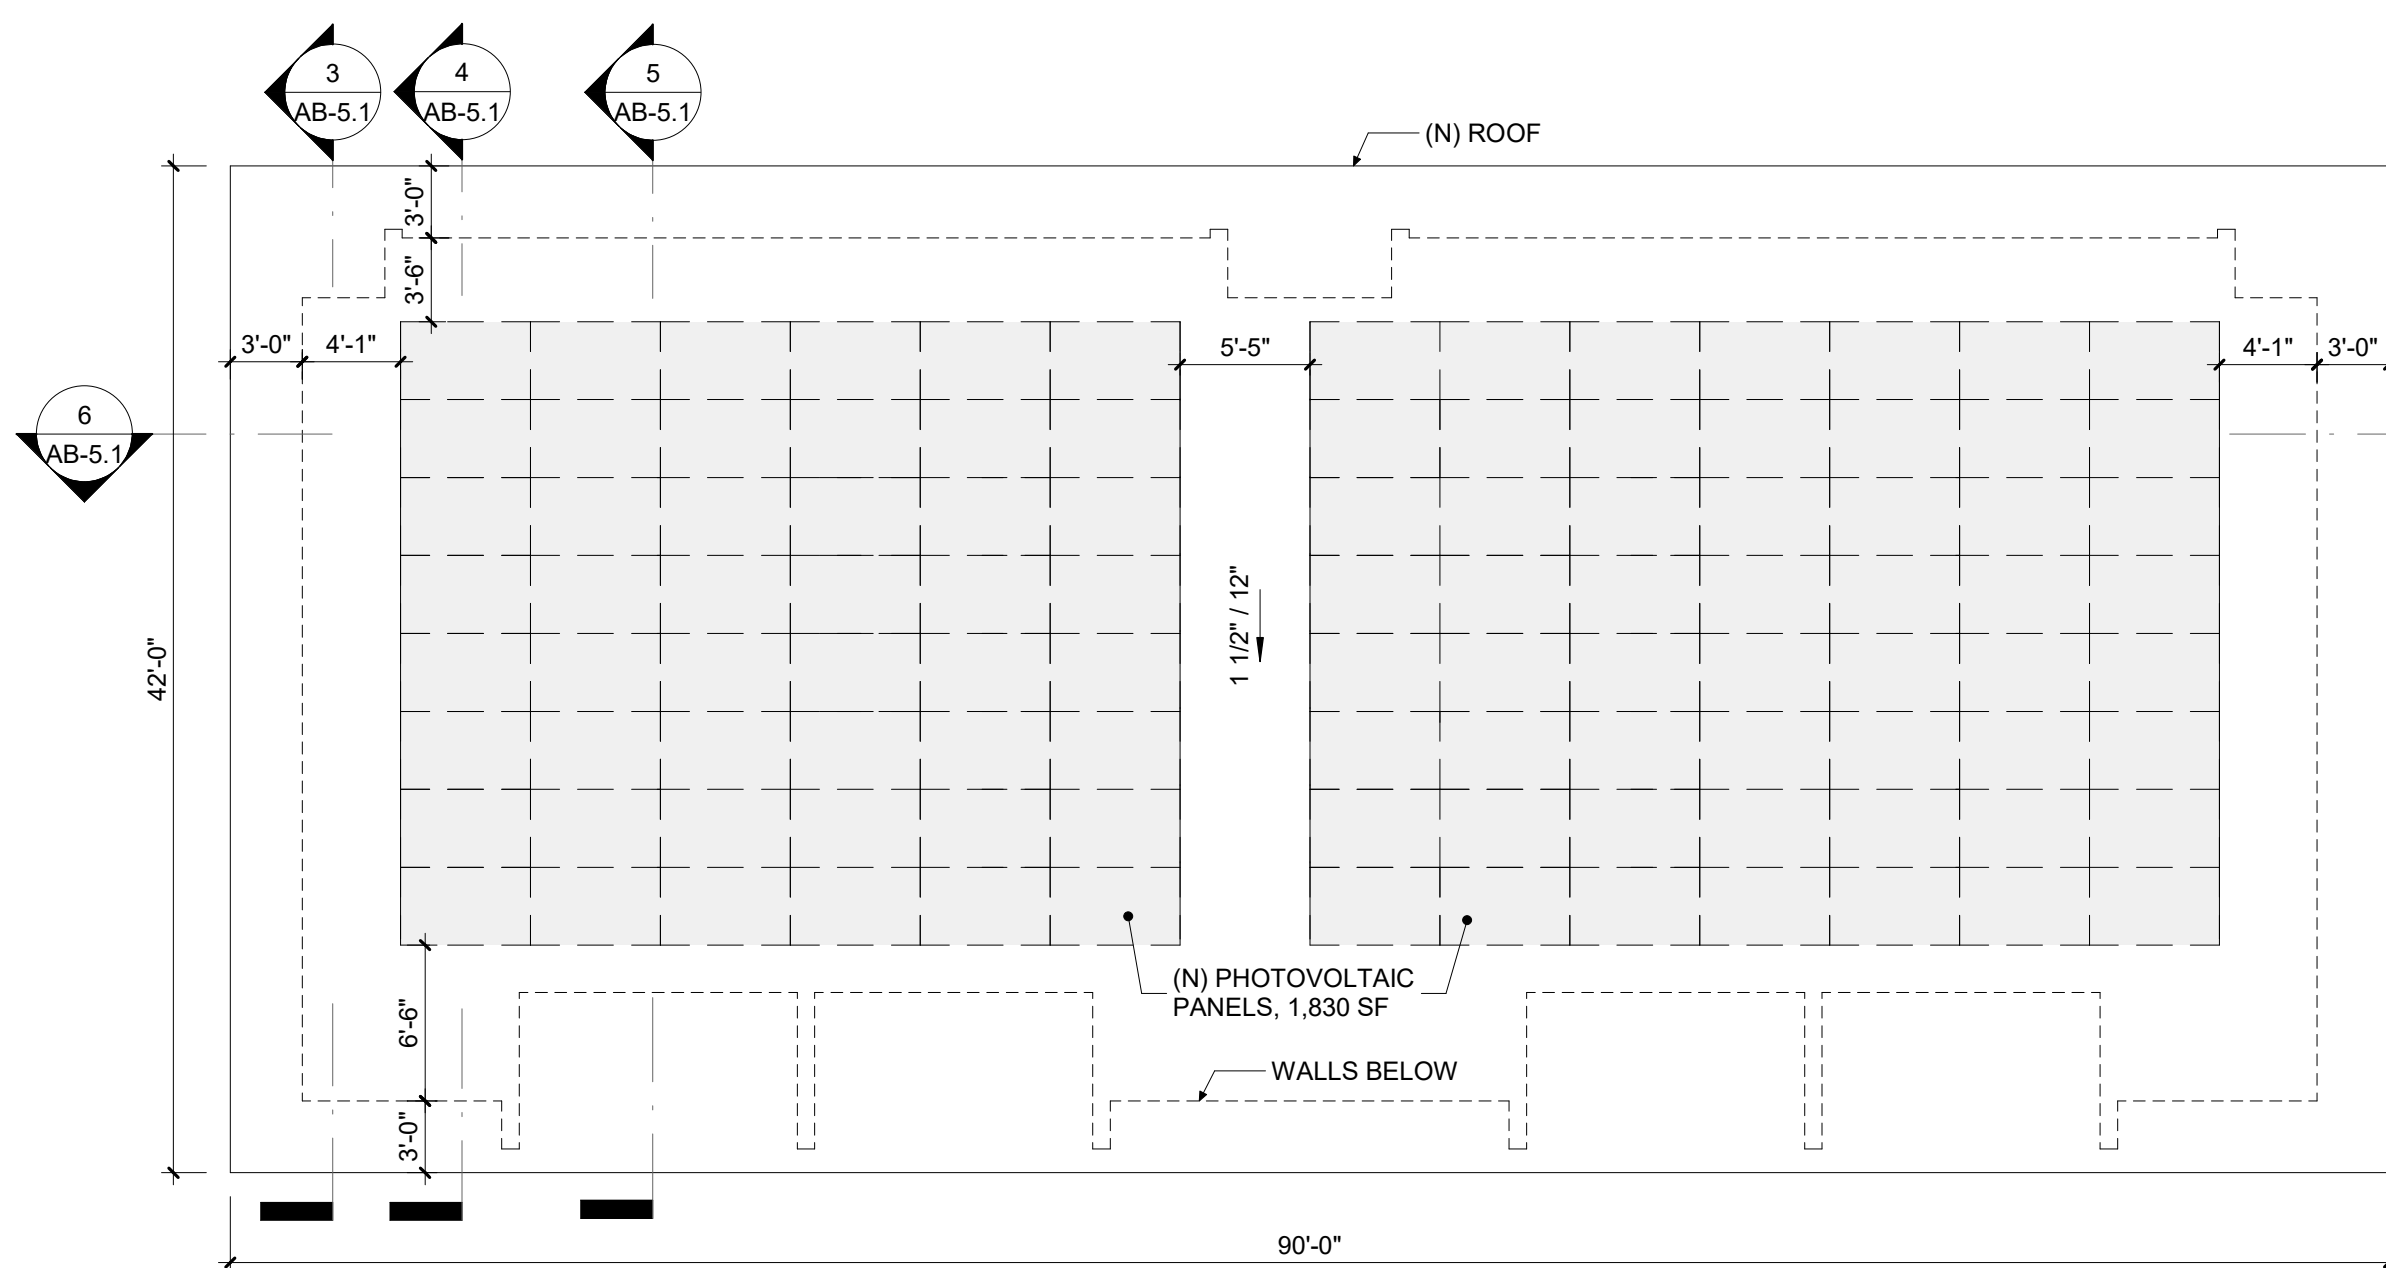 3
AB-5.1
4
AB-5.1
5
AB-5.1
(N) ROOF
3'-0"
3'-6"
3'-0"
4'-1"
5'-5"
4'-1"
3'-0"
6
AB-5.1
42'-0"
1 1/2" / 12"
(N) PHOTOVOLTAIC
PANELS, 1,830 SF
6'-6"
WALLS BELOW
3'-0"
90'-0"